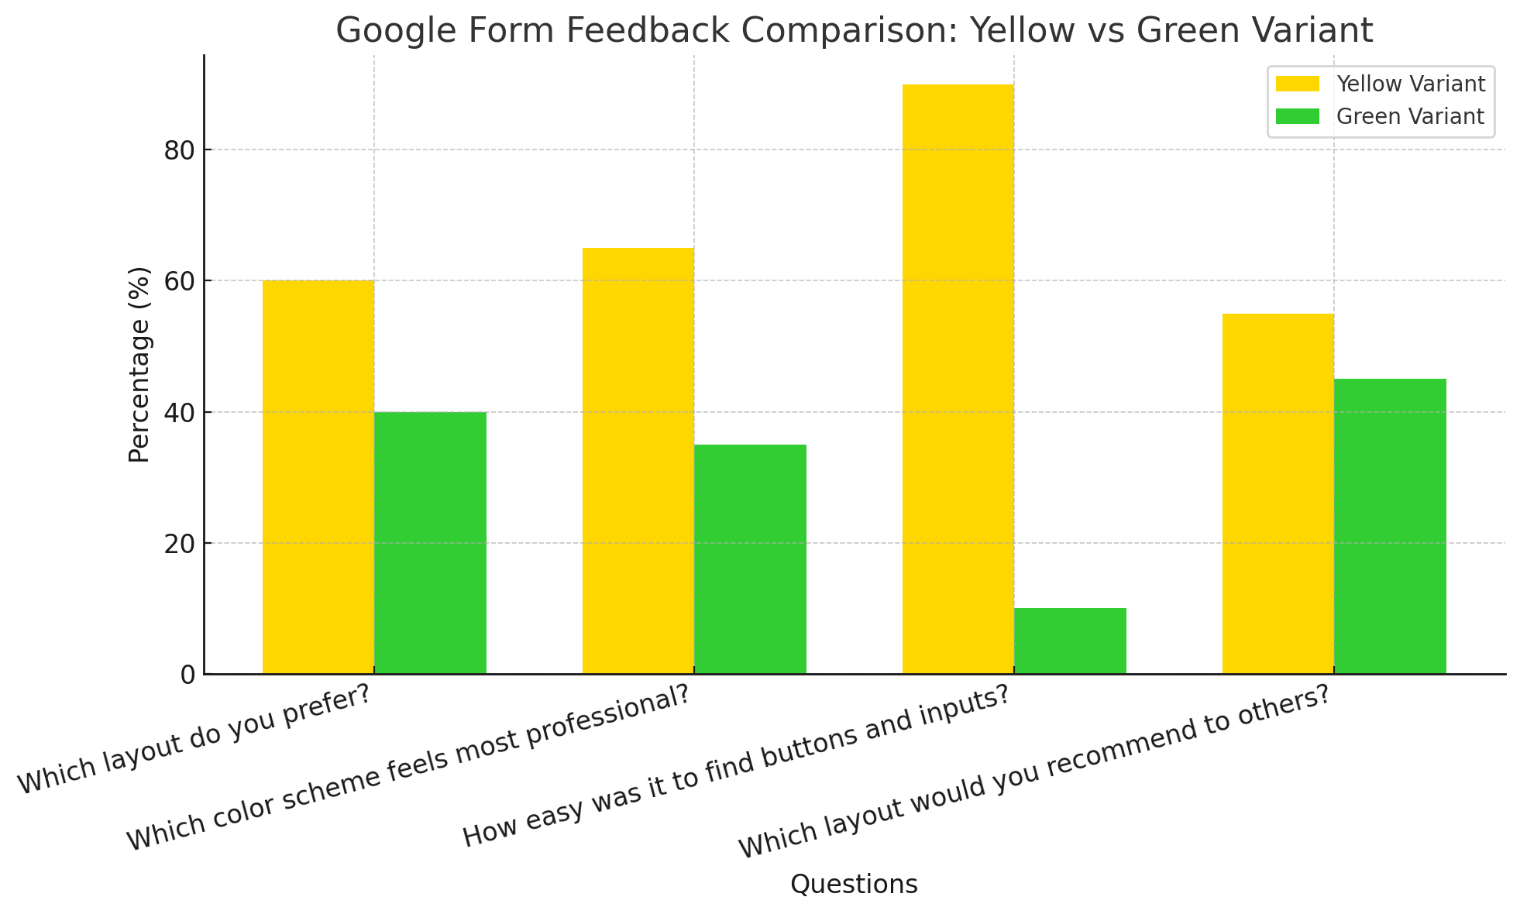 Google Form Feedback Comparison: Yellow vs Green Variant
Yellow Variant
Green Variant
Percentage (%)
80
60
40
20
0
Which layout do you prefer?
Which color scheme feels most professional?
How easy was it to find buttons and inputs?
Which layout would you recommend to others?
Questions